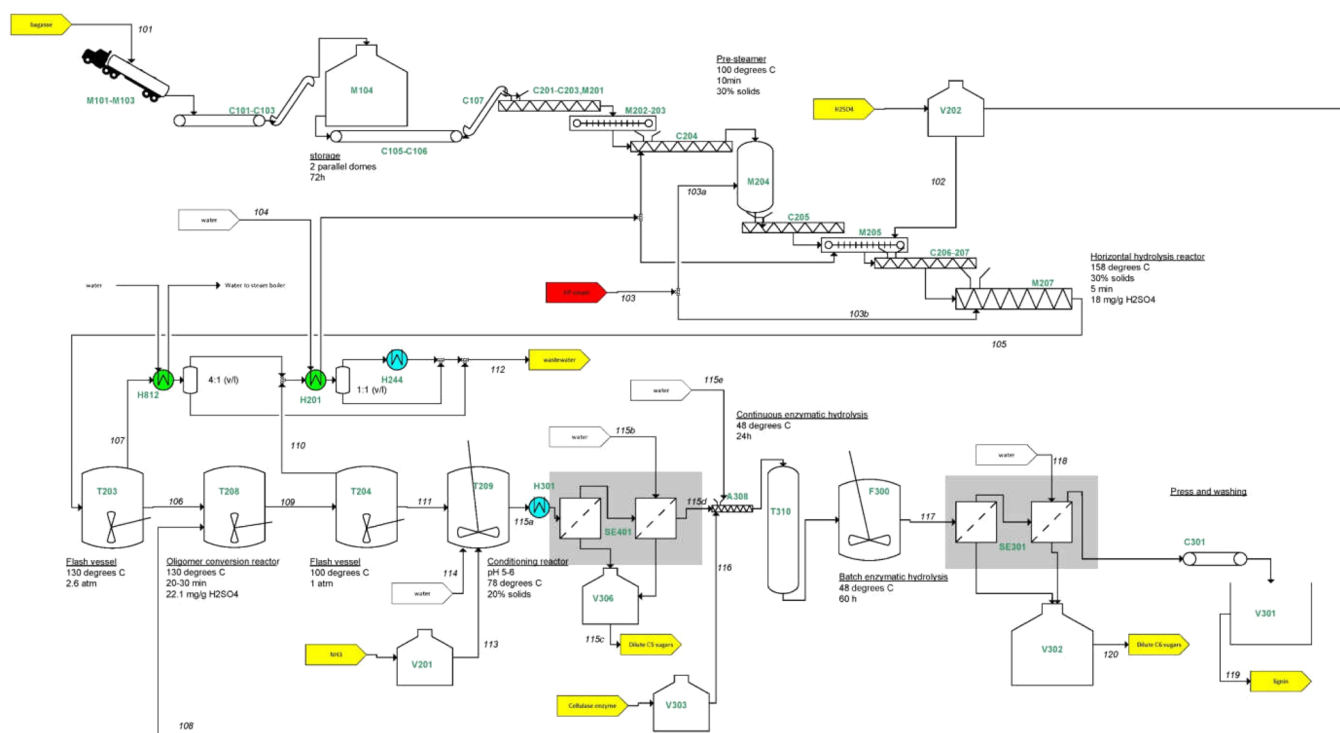 bagasse
101
M101-M103
C101-C103
M104
storage
2 parallel domes
72h
C105-C106
C107
C201-C203,M201
M202-203
C204
Pre-steamer
100 degrees C
10min
30% solids
M204
103a
H2SO4
V202
102
C205
M205
C206-207
M207
Horizontal hydrolysis reactor
158 degrees C
30% solids
5 min
18 mg/g H2SO4
103
103b
105
water
104
water
Water to steam boiler
H812
4:1 (v/l)
H201
1:1 (v/l)
H244
112
wastewater
107
110
T203
106
T208
109
T204
111
T209
115a
H301
Flash vessel
130 degrees C
2.6 atm
Oligomer conversion reactor
130 degrees C
20-30 min
22.1 mg/g H2SO4
Flash vessel
100 degrees C
1 atm
Conditioning reactor
pH 5-6
78 degrees C
20% solids
water
114
113
V201
108
water
115b
SE401
115d
V306
115c
Dilute C5-sugars
water
115e
A308
116
Cellulase enzyme
V303
Continuous enzymatic hydrolysis
48 degrees C
24h
T310
F300
117
Batch enzymatic hydrolysis
48 degrees C
60 h
water
118
SE301
V302
120
Dilute C6-sugars
Press and washing
C301
V301
119
lignin